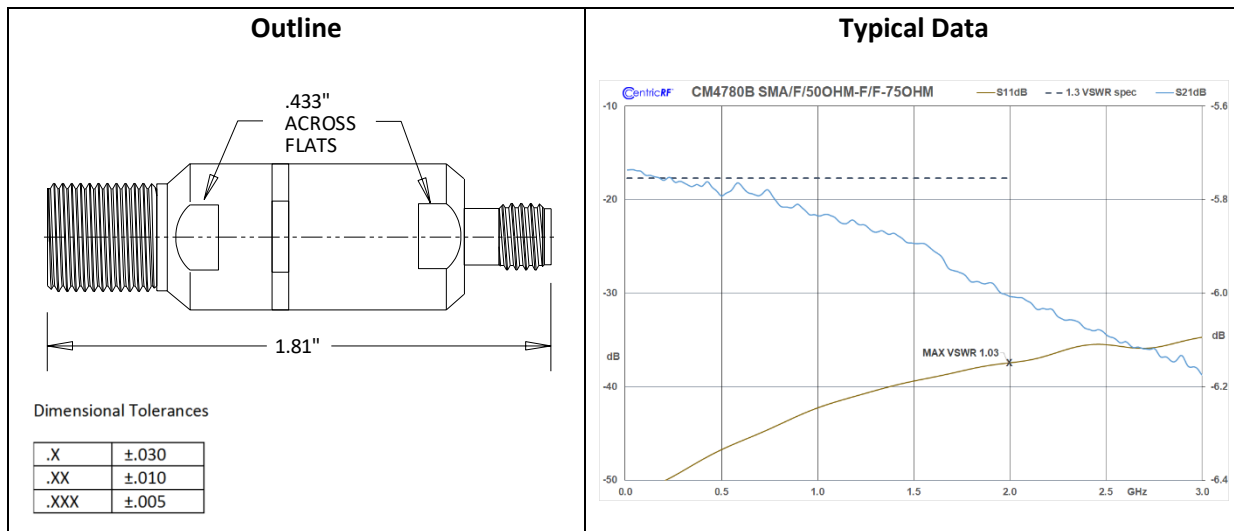 Outline
.433"
ACROSS
FLATS
1.81"
Dimensional Tolerances
.X ±.030
.XX ±.010
.XXX ±.005
Typical Data
CentricRF CM4780B SMA/F/50OHM-F/F-75OHM S11dB 1.3 VSWR spec S21dB
-10 -5.6
-20 -5.8
-30 -6.0
MAX VSWR 1.03
dB dB
-40 -6.2
-50 -6.4
0.0 0.5 1.0 1.5 2.0 2.5 GHz 3.0